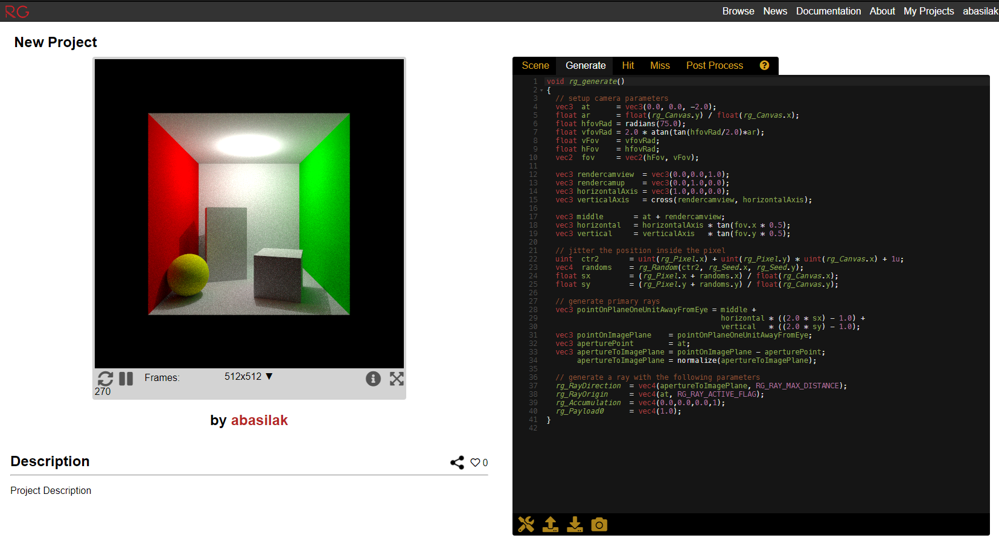 RG
Browse News Documentation About My Projects abasilak
New Project
Frames:
512x512 ▼
270
by abasilak
Description
0
Project Description
Scene Generate Hit Miss Post Process ?
1 void rg_generate()
2 {
3 // setup camera parameters
4 vec3 at = vec3(0.0, 0.0, -2.0);
5 float ar = float(rg_Canvas.y) / float(rg_Canvas.x);
6 float hfovRad = radians(75.0);
7 float vfovRad = 2.0 * atan(tan(hfovRad/2.0)*ar);
8 float vFov = vfovRad;
9 float hFov = hfovRad;
10 vec2 fov = vec2(hFov, vFov);
11
12 vec3 rendercamview = vec3(0.0,0.0,1.0);
13 vec3 rendercamup = vec3(0.0,1.0,0.0);
14 vec3 horizontalAxis = vec3(1.0,0.0,0.0);
15 vec3 verticalAxis = cross(rendercamview, horizontalAxis);
16
17 vec3 middle = at + rendercamview;
18 vec3 horizontal = horizontalAxis * tan(fov.x * 0.5);
19 vec3 vertical = verticalAxis * tan(fov.y * 0.5);
20
21 // jitter the position inside the pixel
22 uint ctr2 = uint(rg_Pixel.x) + uint(rg_Pixel.y) * uint(rg_Canvas.x) + 1u;
23 vec4 randoms = rg_Random(ctr2, rg_Seed.x, rg_Seed.y);
24 float sx = (rg_Pixel.x + randoms.x) / float(rg_Canvas.x);
25 float sy = (rg_Pixel.y + randoms.y) / float(rg_Canvas.y);
26
27 // generate primary rays
28 vec3 pointOnPlaneOneUnitAwayFromEye = middle +
29 horizontal * ((2.0 * sx) - 1.0) +
30 vertical * ((2.0 * sy) - 1.0);
31 vec3 pointOnImagePlane = pointOnPlaneOneUnitAwayFromEye;
32 vec3 aperturePoint = at;
33 vec3 apertureToImagePlane = pointOnImagePlane - aperturePoint;
34 apertureToImagePlane = normalize(apertureToImagePlane);
35
36 // generate a ray with the following parameters
37 rg_RayDirection = vec4(apertureToImagePlane, RG_RAY_MAX_DISTANCE);
38 rg_RayOrigin = vec4(at, RG_RAY_ACTIVE_FLAG);
39 rg_Accumulation = vec4(0.0,0.0,0.0,1);
40 rg_Payload0 = vec4(1.0);
41 }
42